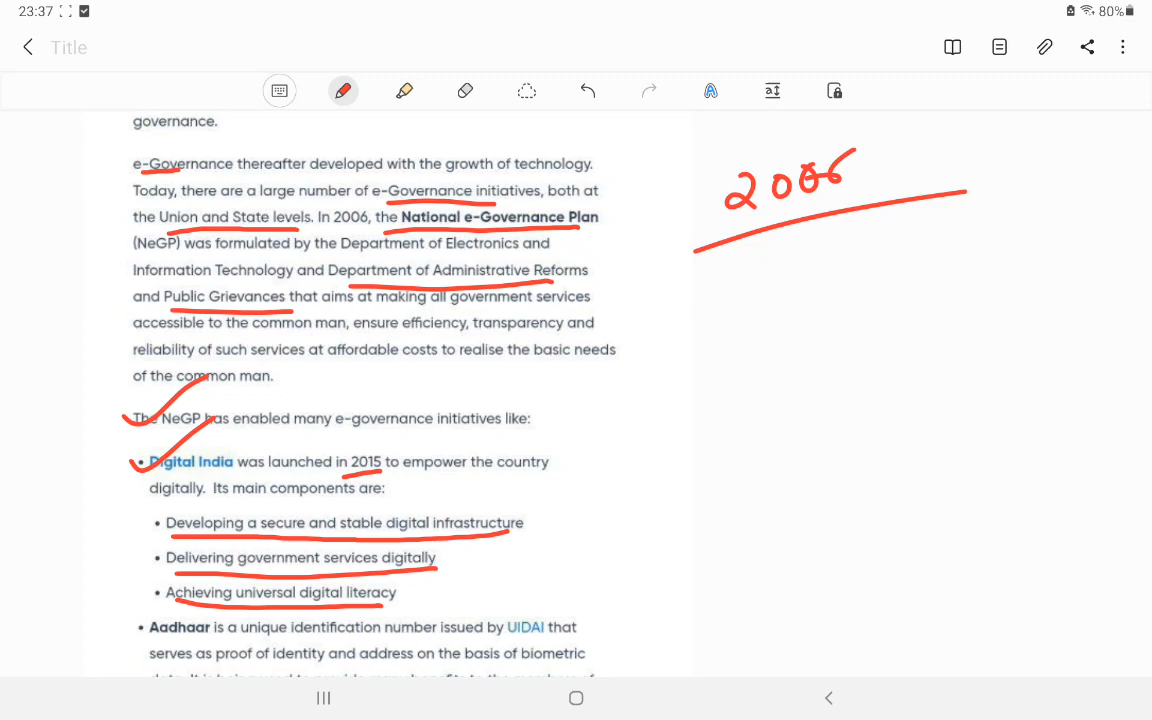 23:37
80%
Title
governance.
e-Governance thereafter developed with the growth of technology.
Today, there are a large number of e-Governance initiatives, both at
the Union and State levels. In 2006, the National e-Governance Plan
(NeGP) was formulated by the Department of Electronics and
Information Technology and Department of Administrative Reforms
and Public Grievances that aims at making all government services
accessible to the common man, ensure efficiency, transparency and
reliability of such services at affordable costs to realise the basic needs
of the common man.
The NeGP has enabled many e-governance initiatives like:
• Digital India was launched in 2015 to empower the country
digitally. Its main components are:
• Developing a secure and stable digital infrastructure
• Delivering government services digitally
• Achieving universal digital literacy
• Aadhaar is a unique identification number issued by UIDAI that
serves as proof of identity and address on the basis of biometric
2006